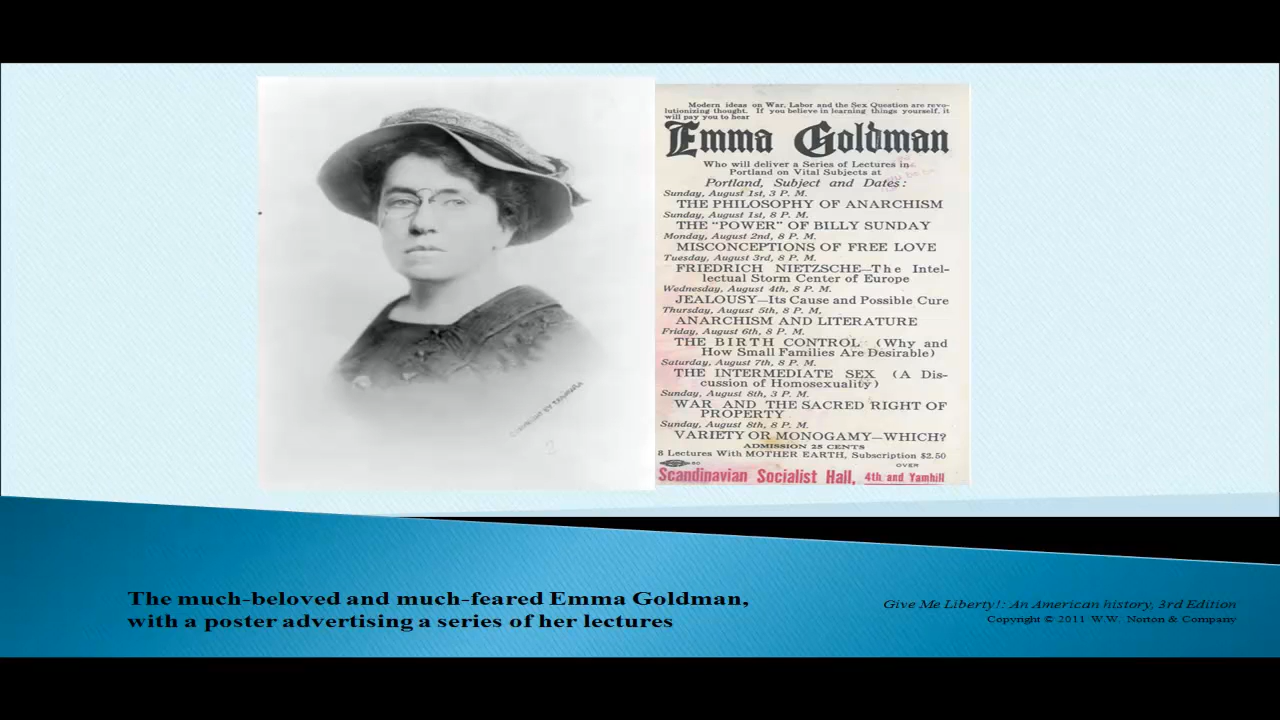 COPYRIGHT BY
2
Modern ideas on War, Labor and the Sex Question are revo-
lutionizing thought. If you believe in learning things yourself, it
will pay you to hear
Emma Goldman
Who will deliver a Series of Lectures in
Portland on Vital Subjects at
Portland, Subject and Dates:
Sunday, August 1st, 3 P. M.
THE PHILOSOPHY OF ANARCHISM
Sunday, August 1st, 8 P. M.
THE "POWER" OF BILLY SUNDAY
Monday, August 2nd, 8 P. M.
MISCONCEPTIONS OF FREE LOVE
Tuesday, August 3rd, 8 P. M.
FRIEDRICH NIETZSCHE—The Intel-
lectual Storm Center of Europe
Wednesday, August 4th, 8 P. M.
JEALOUSY—Its Cause and Possible Cure
Thursday, August 5th, 8 P. M.
ANARCHISM AND LITERATURE
Friday, August 6th, 8 P. M.
THE BIRTH CONTROL (Why and
How Small Families Are Desirable)
Saturday, August 7th, 8 P. M.
THE INTERMEDIATE SEX (A Dis-
cussion of Homosexuality)
Sunday, August 8th, 3 P. M.
WAR AND THE SACRED RIGHT OF
PROPERTY
Sunday, August 8th, 8 P. M.
VARIETY OR MONOGAMY—WHICH?
ADMISSION 25 CENTS
8 Lectures With MOTHER EARTH, Subscription $2.50
OVER
Scandinavian Socialist Hall, 4th and Yamhill
The much-beloved and much-feared Emma Goldman,
with a poster advertising a series of her lectures
Give Me Liberty!: An American history, 3rd Edition
Copyright © 2011 W.W. Norton & Company